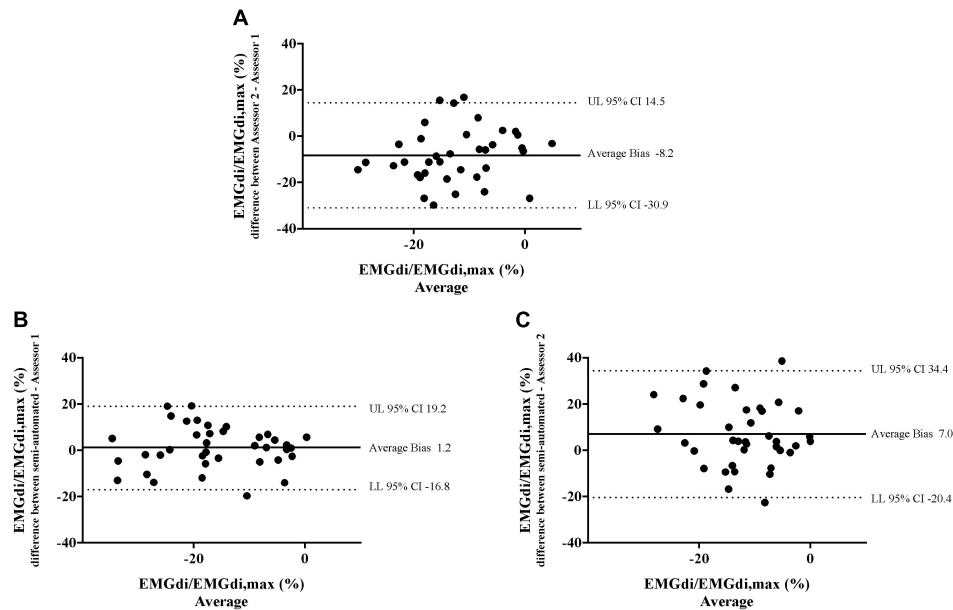 A
EMGdi/EMGdi,max (%)
difference between Assessor 2 - Assessor 1
40
20
0
-20
-40
UL 95% CI 14.5
Average Bias -8.2
LL 95% CI -30.9
-20
0
EMGdi/EMGdi,max (%)
Average
B
EMGdi/EMGdi,max (%)
difference between semi-automated - Assessor 1
40
20
0
-20
-40
UL 95% CI 19.2
Average Bias 1.2
LL 95% CI -16.8
-20
0
EMGdi/EMGdi,max (%)
Average
C
EMGdi/EMGdi,max (%)
difference between semi-automated - Assessor 2
40
20
0
-20
-40
UL 95% CI 34.4
Average Bias 7.0
LL 95% CI -20.4
-20
0
EMGdi/EMGdi,max (%)
Average